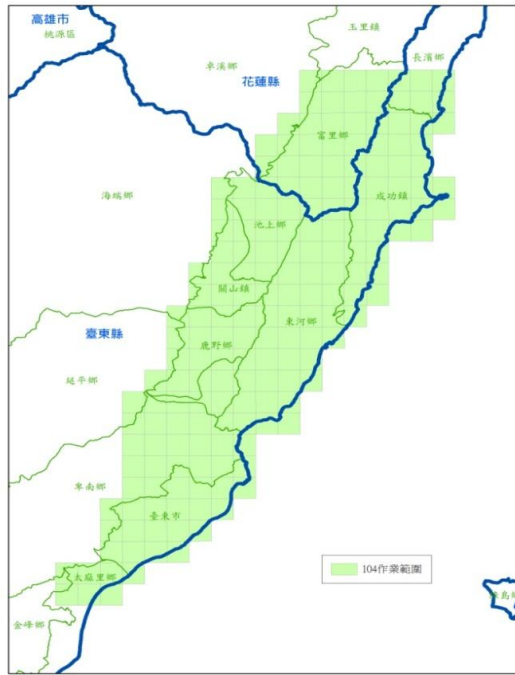 高雄市
桃源區
玉里鎮
長濱鄉
卓溪鄉
花蓮縣
富里鄉
海端鄉
成功鎮
池上鄉
關山鎮
東河鄉
臺東縣
鹿野鄉
延平鄉
卑南鄉
臺東市
104作業範圍
太麻里鄉
金峰鄉